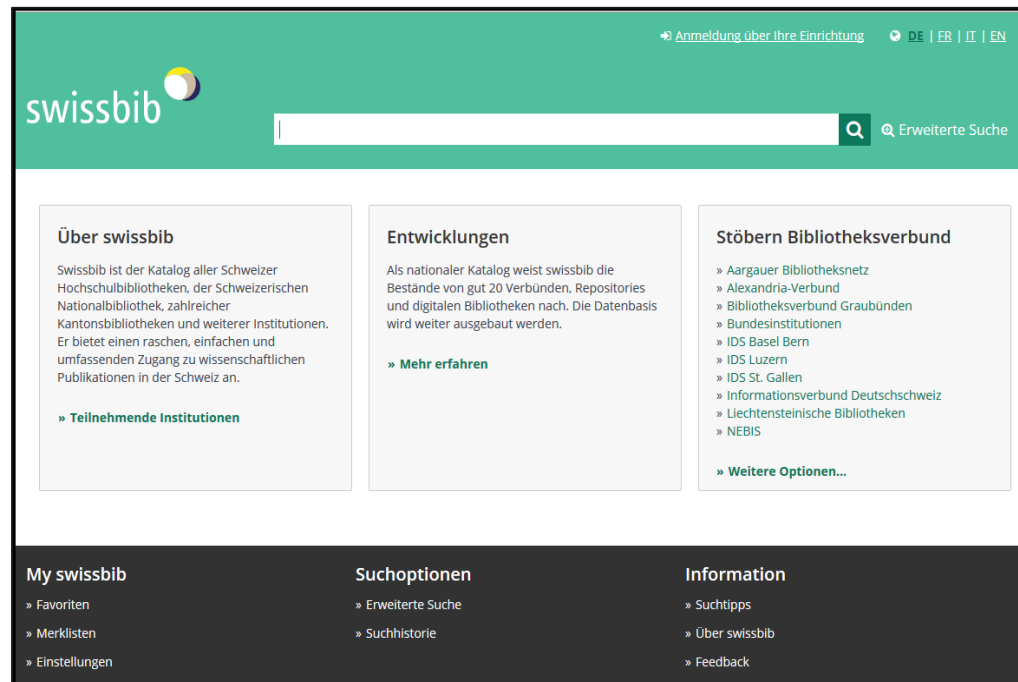 Anmeldung über Ihre Einrichtung
DE | FR | IT | EN
swissbib
Erweiterte Suche
Über swissbib
Swissbib ist der Katalog aller Schweizer
Hochschulbibliotheken, der Schweizerischen
Nationalbibliothek, zahlreicher
Kantonsbibliotheken und weiterer Institutionen.
Er bietet einen raschen, einfachen und
umfassenden Zugang zu wissenschaftlichen
Publikationen in der Schweiz an.
» Teilnehmende Institutionen
Entwicklungen
Als nationaler Katalog weist swissbib die
Bestände von gut 20 Verbünden, Repositories
und digitalen Bibliotheken nach. Die Datenbasis
wird weiter ausgebaut werden.
» Mehr erfahren
Stöbern Bibliotheksverbund
» Aargauer Bibliotheksnetz
» Alexandria-Verbund
» Bibliotheksverbund Graubünden
» Bundesinstitutionen
» IDS Basel Bern
» IDS Luzern
» IDS St. Gallen
» Informationsverbund Deutschschweiz
» Liechtensteinische Bibliotheken
» NEBIS
» Weitere Optionen...
My swissbib
» Favoriten
» Merklisten
» Einstellungen
Suchoptionen
» Erweiterte Suche
» Suchhistorie
Information
» Suchtipps
» Über swissbib
» Feedback